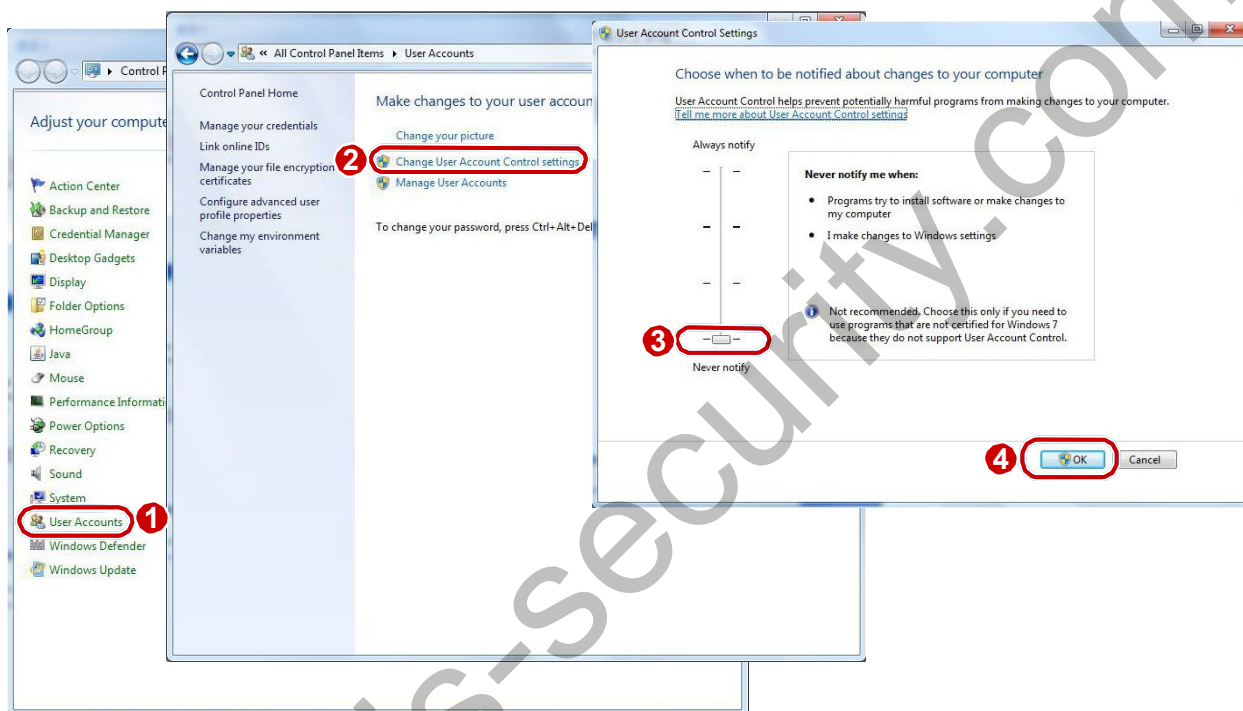 Control P
Adjust your compute
Action Center
Backup and Restore
Credential Manager
Desktop Gadgets
Display
Folder Options
HomeGroup
Java
Mouse
Performance Informati
Power Options
Recovery
Sound
System
User Accounts
1
Windows Defender
Windows Update
« All Control Panel Items ▸ User Accounts
Control Panel Home
Manage your credentials
Link online IDs
Manage your file encryption
certificates
Configure advanced user
profile properties
Change my environment
variables
Make changes to your user accoun
Change your picture
2
Change User Account Control settings
Manage User Accounts
To change your password, press Ctrl+Alt+Del
User Account Control Settings
Choose when to be notified about changes to your computer
User Account Control helps prevent potentially harmful programs from making changes to your computer.
Tell me more about User Account Control settings
Always notify
Never notify me when:
• Programs try to install software or make changes to
my computer
• I make changes to Windows settings
Not recommended. Choose this only if you need to
use programs that are not certified for Windows 7
because they do not support User Account Control.
3
Never notify
4
OK
Cancel
s-security.com